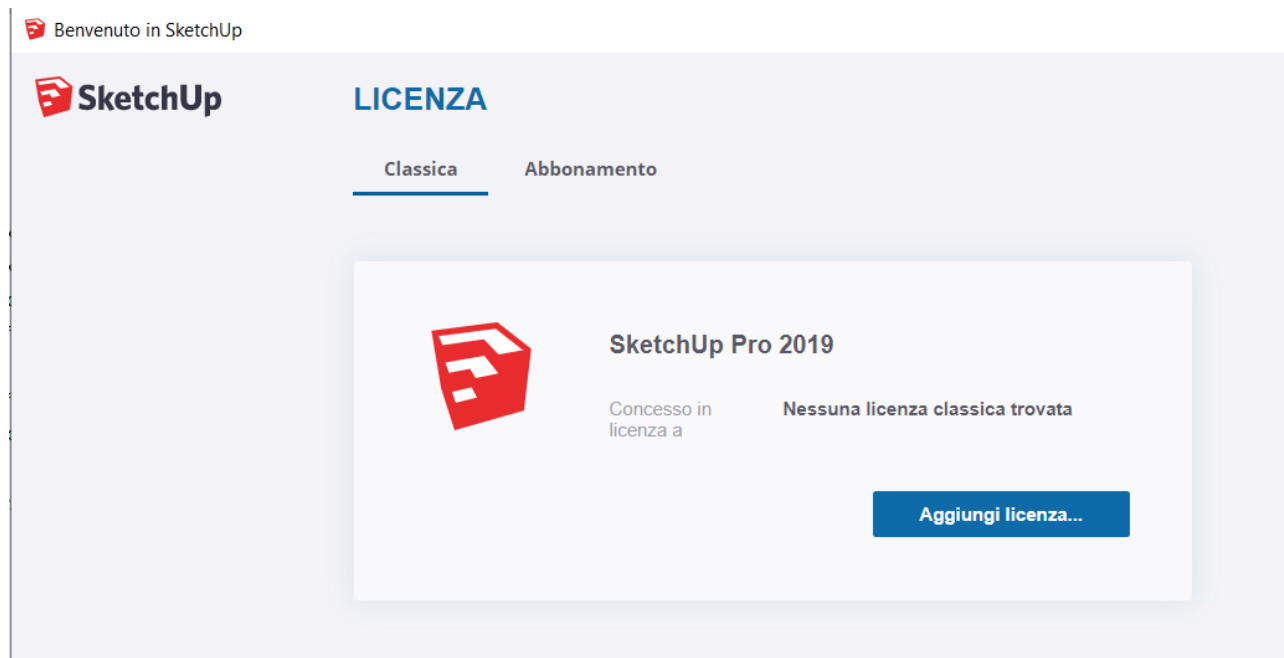 Benvenuto in SketchUp
SketchUp
LICENZA
Classica
Abbonamento
SketchUp Pro 2019
Concesso in
licenza a
Nessuna licenza classica trovata
Aggiungi licenza...